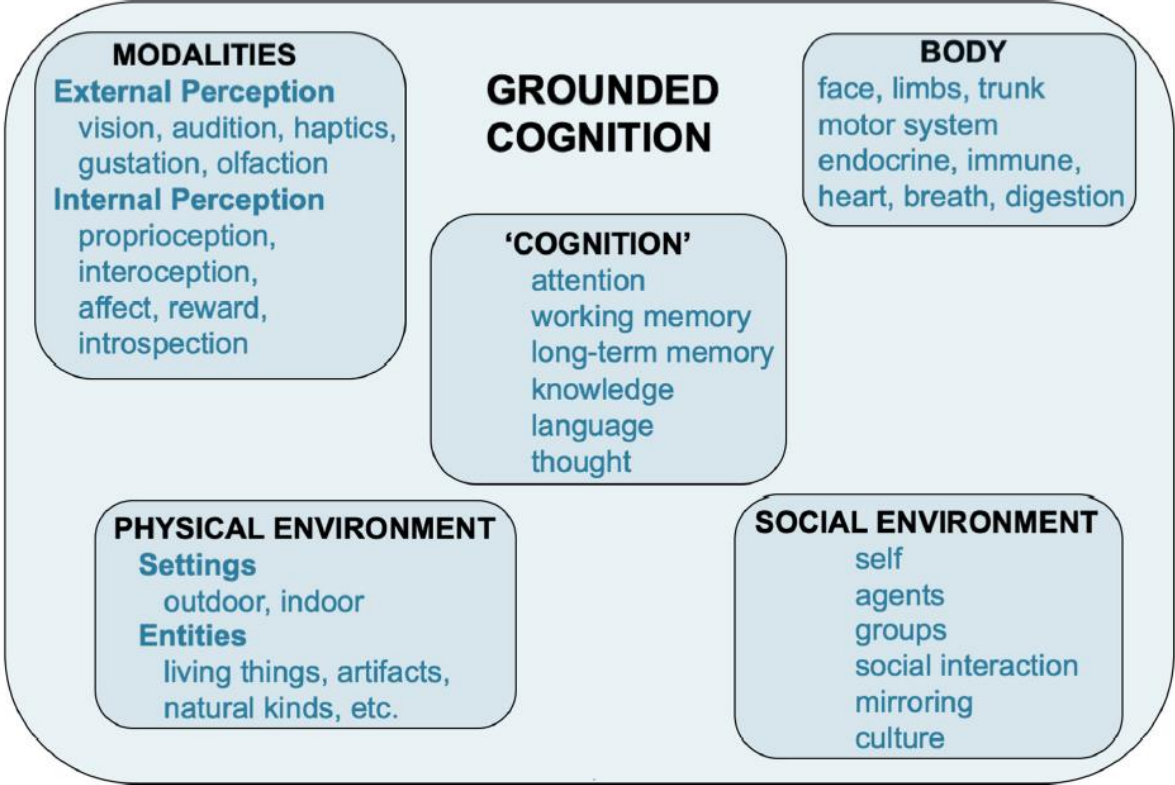 MODALITIES
External Perception
vision, audition, haptics,
gustation, olfaction
Internal Perception
proprioception,
interoception,
affect, reward,
introspection
GROUNDED
COGNITION
BODY
face, limbs, trunk
motor system
endocrine, immune,
heart, breath, digestion
‘COGNITION’
attention
working memory
long-term memory
knowledge
language
thought
PHYSICAL ENVIRONMENT
Settings
outdoor, indoor
Entities
living things, artifacts,
natural kinds, etc.
SOCIAL ENVIRONMENT
self
agents
groups
social interaction
mirroring
culture